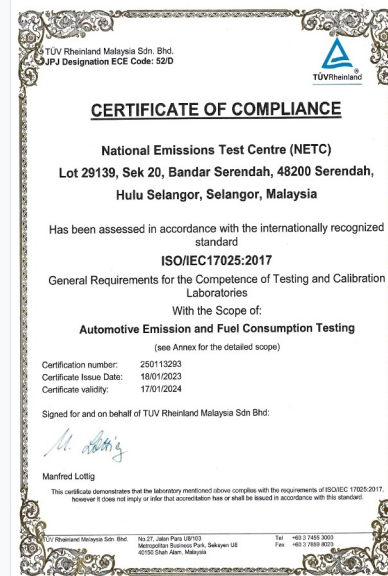 TÜV Rheinland Malaysia Sdn. Bhd.
JPJ Designation ECE Code: 52/D
TÜVRheinland
®
CERTIFICATE OF COMPLIANCE
National Emissions Test Centre (NETC)
Lot 29139, Sek 20, Bandar Serendah, 48200 Serendah,
Hulu Selangor, Selangor, Malaysia
Has been assessed in accordance with the internationally recognized
standard
ISO/IEC17025:2017
General Requirements for the Competence of Testing and Calibration
Laboratories
With the Scope of:
Automotive Emission and Fuel Consumption Testing
(see Annex for the detailed scope)
Certification number: 250113293
Certificate Issue Date: 18/01/2023
Certificate validity: 17/01/2024
Signed for and on behalf of TUV Rheinland Malaysia Sdn Bhd:
M. Lottig
Manfred Lottig
This certificate demonstrates that the laboratory mentioned above complies with the requirements of ISO/IEC 17025:2017,
however it does not imply or infer that accreditation has or shall be issued in accordance with this standard.
TÜV Rheinland Malaysia Sdn. Bhd.
No.27, Jalan Para U8/103
Metropolitan Business Park, Seksyen U8
40150 Shah Alam, Malaysia
Tel +60 3 7455 3000
Fax